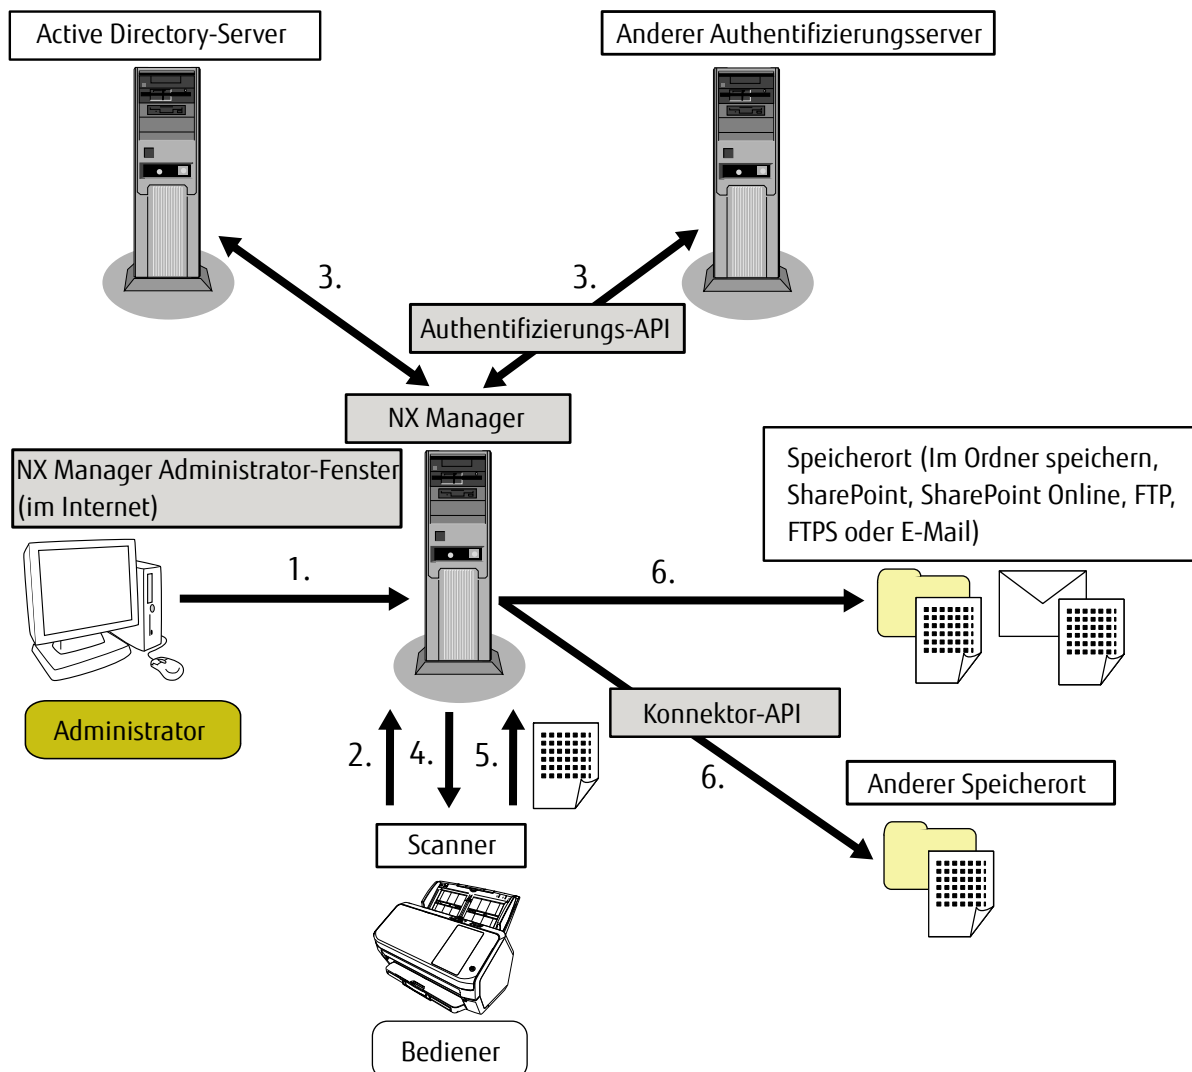 Active Directory-Server
Anderer Authentifizierungsserver
3.
3.
Authentifizierungs-API
NX Manager
NX Manager Administrator-Fenster
(im Internet)
Speicherort (Im Ordner speichern,
SharePoint, SharePoint Online, FTP,
FTPS oder E-Mail)
1.
6.
Administrator
Konnektor-API
2.
4.
5.
6.
Anderer Speicherort
Scanner
Bediener